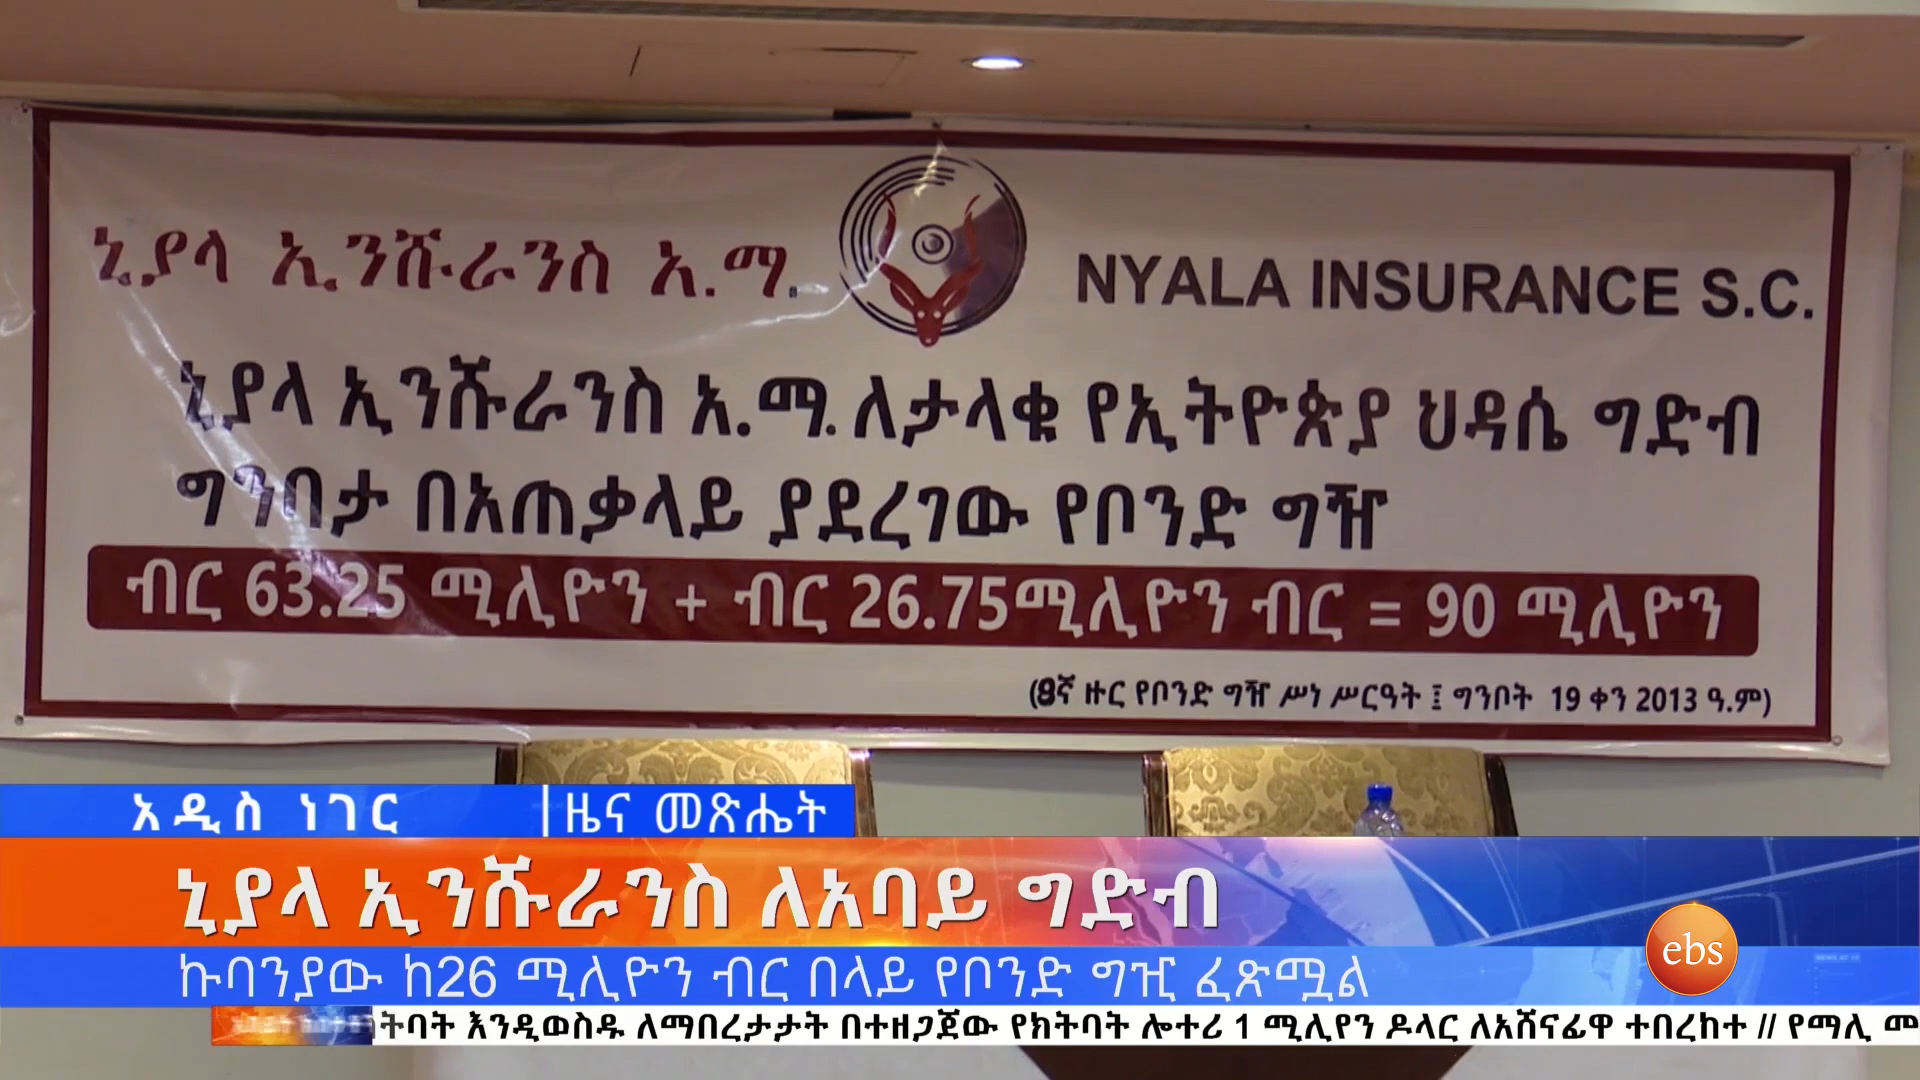 ኒያላ ኢንሹራንስ አ.ማ.
NYALA INSURANCE S.C.
ኒያላ ኢንሹራንስ አ.ማ. ለታላቁ የኢትዮጵያ ህዳሴ ግድብ
ግንባታ በአጠቃላይ ያደረገው የቦንድ ግዥ
ብር 63.25 ሚሊዮን + ብር 26.75ሚሊዮን ብር = 90 ሚሊዮን
(8ኛ ዙር የቦንድ ግዥ ሥነ ሥርዓት ፤ ግንቦት 19 ቀን 2013 ዓ.ም)
አዲስ ነገር |ዜና መጽሔት
ኒያላ ኢንሹራንስ ለአባይ ግድብ
ebs
ኩባንያው ከ26 ሚሊዮን ብር በላይ የቦንድ ግዢ ፈጽሟል
ትባት እንዲወስዱ ለማበረታታት በተዘጋጀው የክትባት ሎተሪ 1 ሚሊየን ዶላር ለአሸናፊዋ ተበረከተ // የማሊ መ